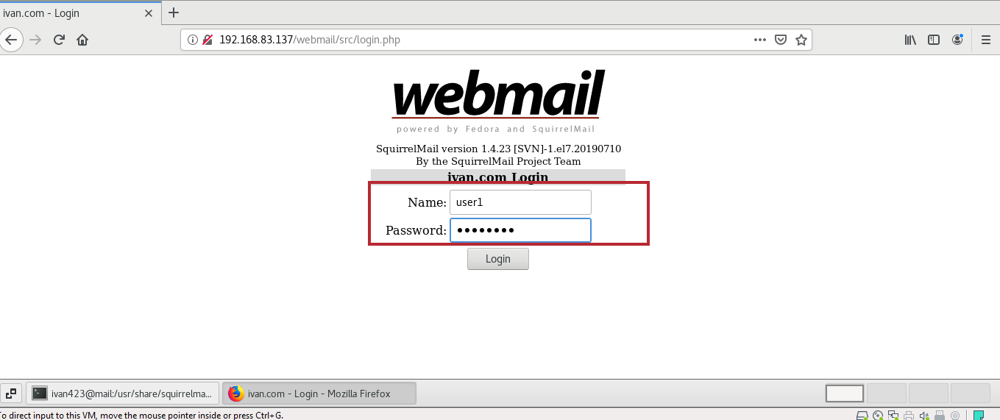 ivan.com - Login
192.168.83.137/webmail/src/login.php
webmail
powered by Fedora and SquirrelMail
SquirrelMail version 1.4.23 [SVN]-1.el7.20190710
By the SquirrelMail Project Team
ivan.com Login
Name: user1
Password: ••••••••
Login
ivan423@mail:/usr/share/squirrelma...
ivan.com - Login - Mozilla Firefox
To direct input to this VM, move the mouse pointer inside or press Ctrl+G.